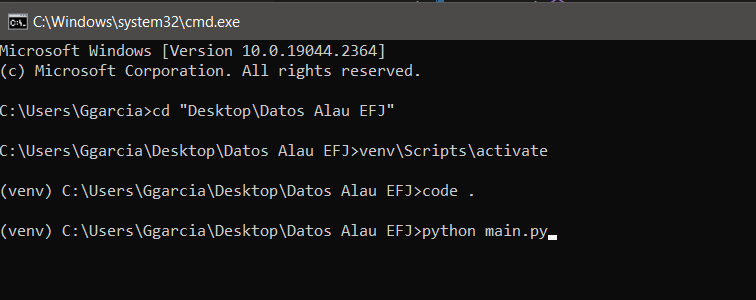 C:\Windows\system32\cmd.exe
Microsoft Windows [Version 10.0.19044.2364]
(c) Microsoft Corporation. All rights reserved.
C:\Users\Ggarcia>cd "Desktop\Datos Alau EFJ"
C:\Users\Ggarcia\Desktop\Datos Alau EFJ>venv\Scripts\activate
(venv) C:\Users\Ggarcia\Desktop\Datos Alau EFJ>code .
(venv) C:\Users\Ggarcia\Desktop\Datos Alau EFJ>python main.py